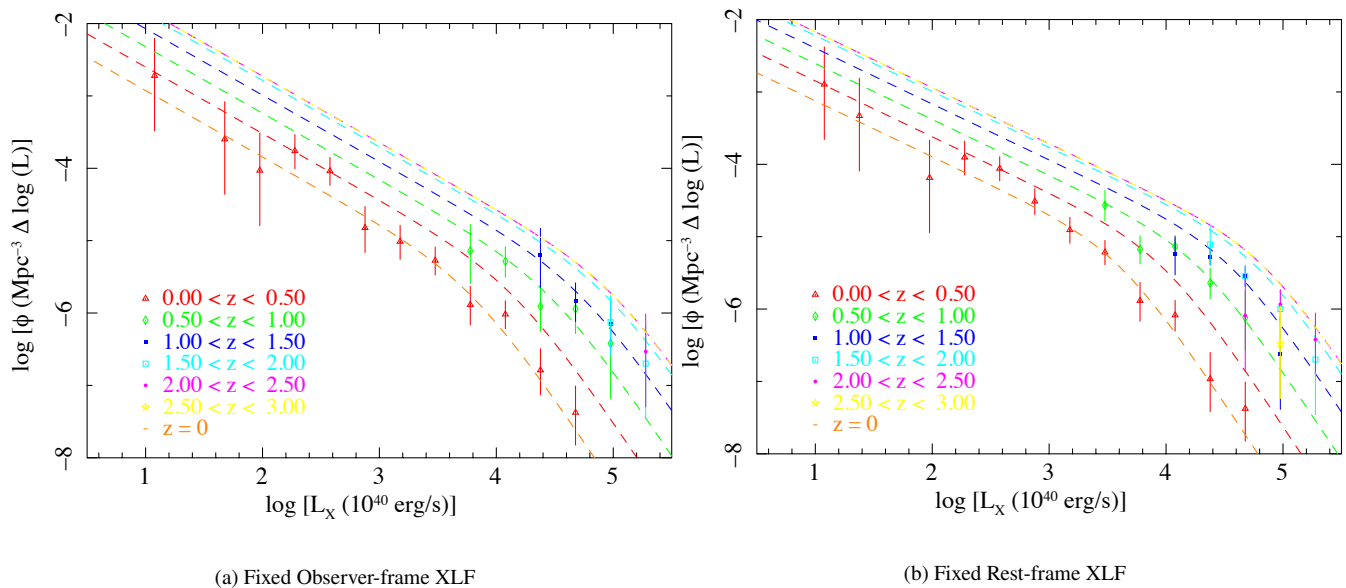 −2
−4
−6
−8
log [ϕ (Mpc⁻³ Δ log (L)]
0.00 < z < 0.50
0.50 < z < 1.00
1.00 < z < 1.50
1.50 < z < 2.00
2.00 < z < 2.50
2.50 < z < 3.00
z = 0
1 2 3 4 5
log [L_X (10⁴⁰ erg/s)]
(a) Fixed Observer-frame XLF
−2
−4
−6
−8
log [ϕ (Mpc⁻³ Δ log (L)]
0.00 < z < 0.50
0.50 < z < 1.00
1.00 < z < 1.50
1.50 < z < 2.00
2.00 < z < 2.50
2.50 < z < 3.00
z = 0
1 2 3 4 5
log [L_X (10⁴⁰ erg/s)]
(b) Fixed Rest-frame XLF